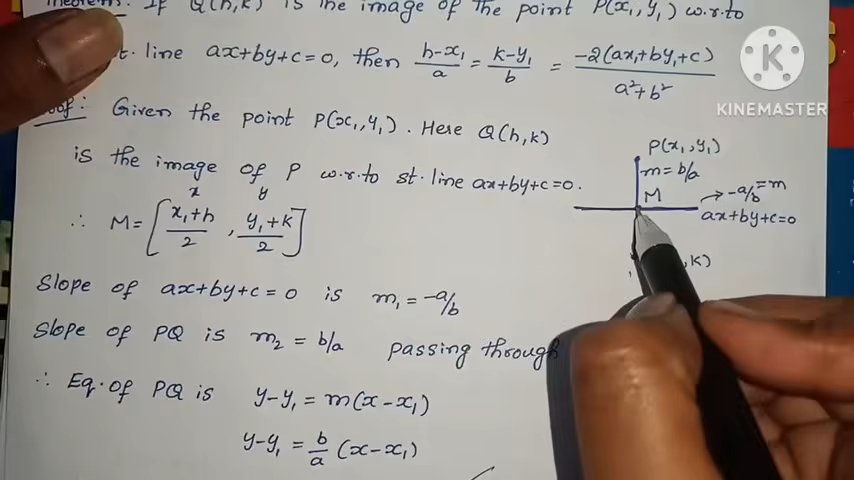 Theorem: If Q(h,k) is the image of the point P(x₁,y₁) w.r.to
st. line ax+by+c=0, then (h-x₁)/a = (k-y₁)/b = -2(ax₁+by₁+c)/(a²+b²)
KINEMASTER
Given the point P(x₁,y₁). Here Q(h,k)
is the image of P w.r.to st. line ax+by+c=0.
P(x₁,y₁)
m=b/a
M
-a/b=m
ax+by+c=0
,k)
x y
∴ M=[(x₁+h)/2, (y₁+k)/2]
Slope of ax+by+c=0 is m₁=-a/b
Slope of PQ is m₂=b/a passing through
∴ Eq.of PQ is y-y₁=m(x-x₁)
y-y₁=b/a (x-x₁)